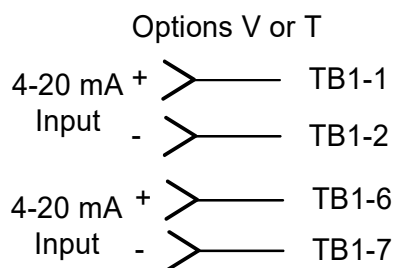 Options V or T
4-20 mA + TB1-1
Input - TB1-2
4-20 mA + TB1-6
Input - TB1-7